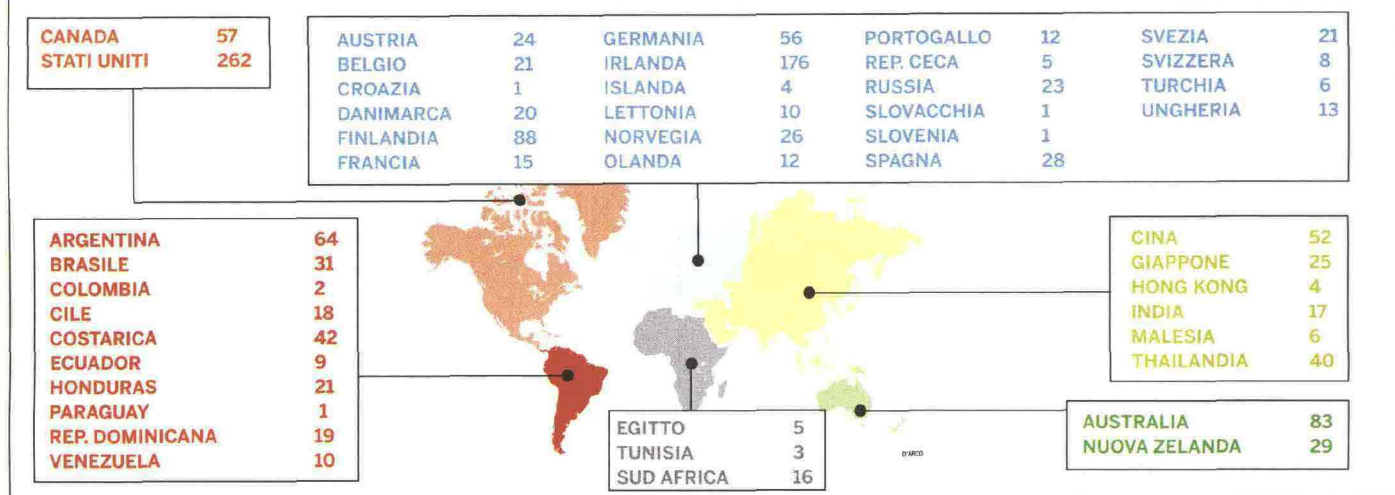 CANADA 57
STATI UNITI 262
AUSTRIA 24
BELGIO 21
CROAZIA 1
DANIMARCA 20
FINLANDIA 88
FRANCIA 15
GERMANIA 56
IRLANDA 176
ISLANDA 4
LETTONIA 10
NORVEGIA 26
OLANDA 12
PORTOGALLO 12
REP. CECA 5
RUSSIA 23
SLOVACCHIA 1
SLOVENIA 1
SPAGNA 28
SVEZIA 21
SVIZZERA 8
TURCHIA 6
UNGHERIA 13
ARGENTINA 64
BRASILE 31
COLOMBIA 2
CILE 18
COSTARICA 42
ECUADOR 9
HONDURAS 21
PARAGUAY 1
REP. DOMINICANA 19
VENEZUELA 10
EGITTO 5
TUNISIA 3
SUD AFRICA 16
CINA 52
GIAPPONE 25
HONG KONG 4
INDIA 17
MALESIA 6
THAILANDIA 40
AUSTRALIA 83
NUOVA ZELANDA 29
D'ARCO